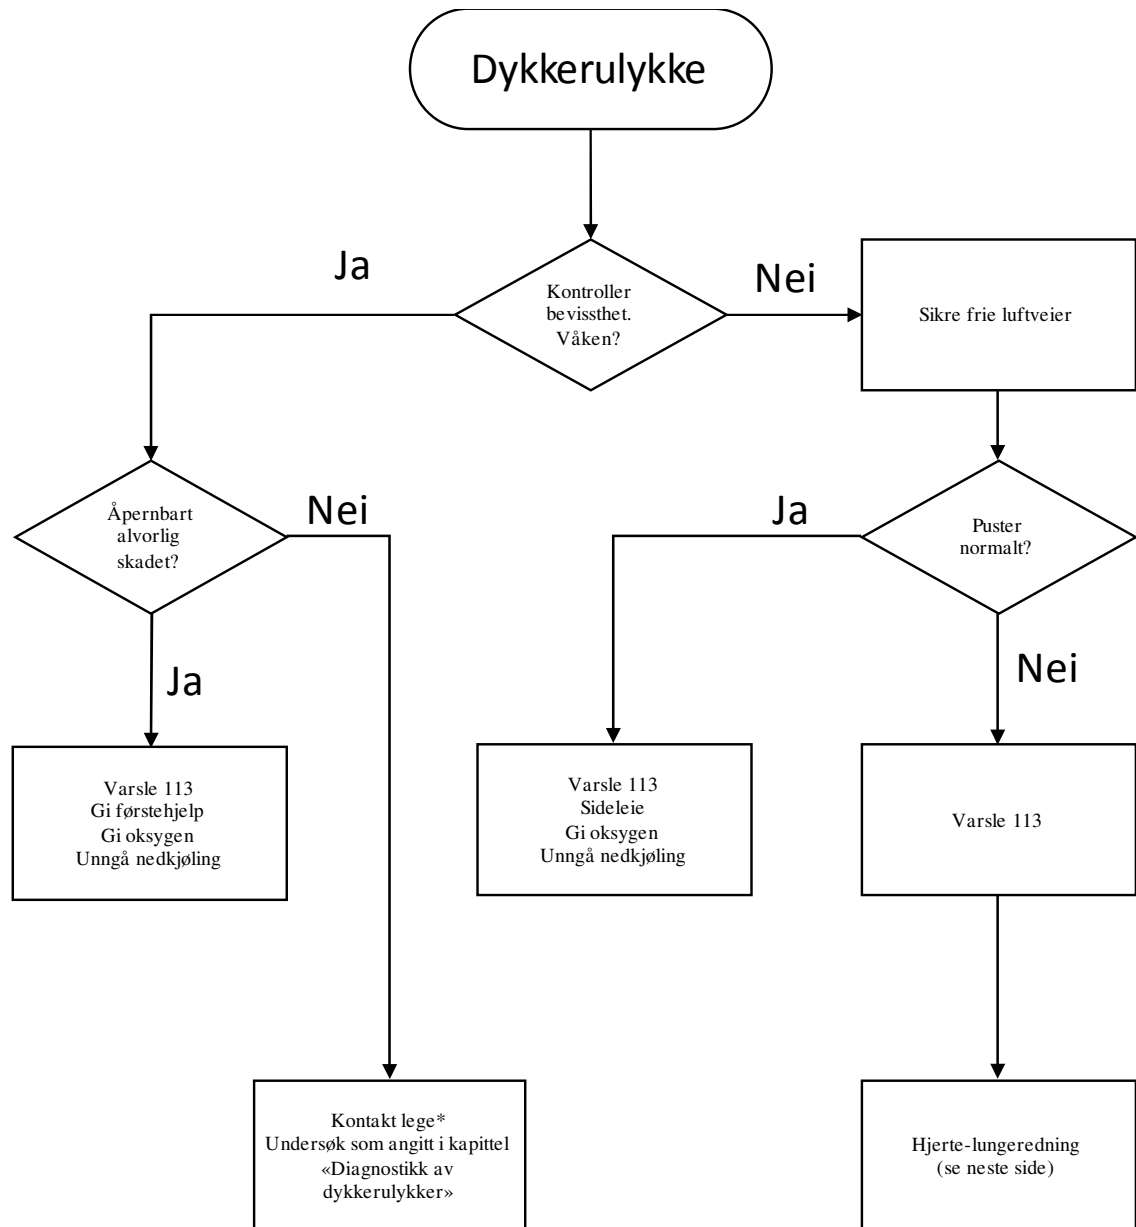 Dykkerulykke
Ja
Kontroller
bevissthet.
Våken?
Nei
Sikre frie luftveier
Åpernbart
alvorlig
skadet?
Nei
Ja
Puster
normalt?
Ja
Nei
Varsle 113
Gi førstehjelp
Gi oksygen
Unngå nedkjøling
Varsle 113
Sideleie
Gi oksygen
Unngå nedkjøling
Varsle 113
Kontakt lege*
Undersøk som angitt i kapittel
«Diagnostikk av
dykkerulykker»
Hjerte-lungeredning
(se neste side)